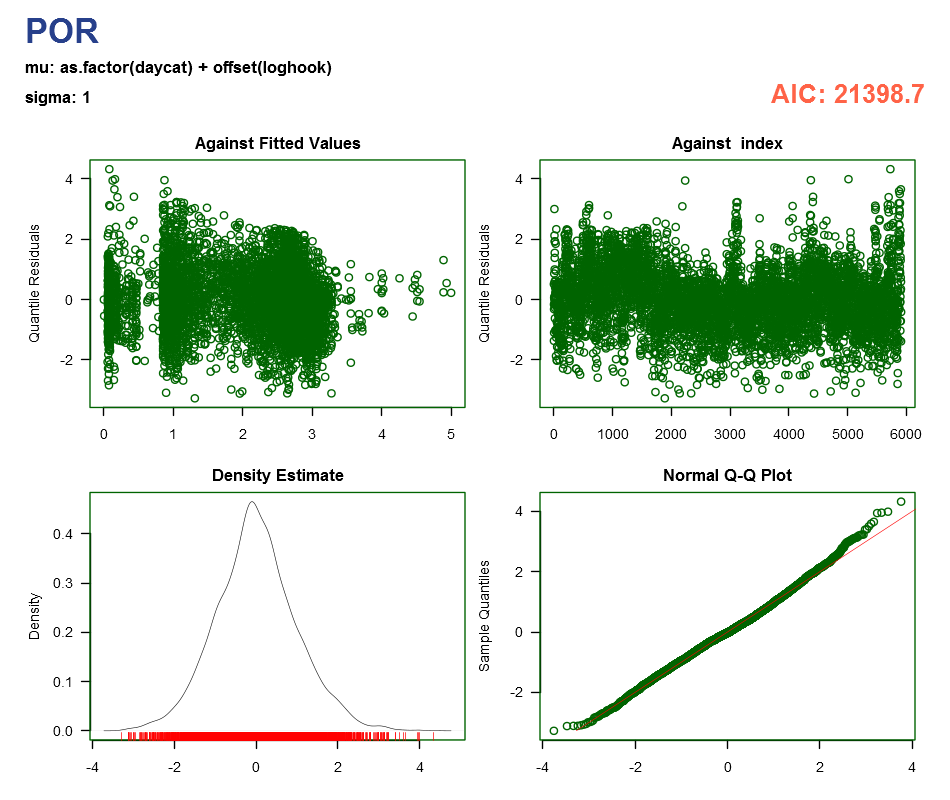 POR
mu: as.factor(daycat) + offset(loghook)
sigma: 1
AIC: 21398.7
Against Fitted Values
Quantile Residuals
4
2
0
-2
0 1 2 3 4 5
Against  index
Quantile Residuals
4
2
0
-2
0 1000 2000 3000 4000 5000 6000
Density Estimate
Density
0.4
0.3
0.2
0.1
0.0
-4 -2 0 2 4
Normal Q-Q Plot
Sample Quantiles
4
2
0
-2
-4 -2 0 2 4